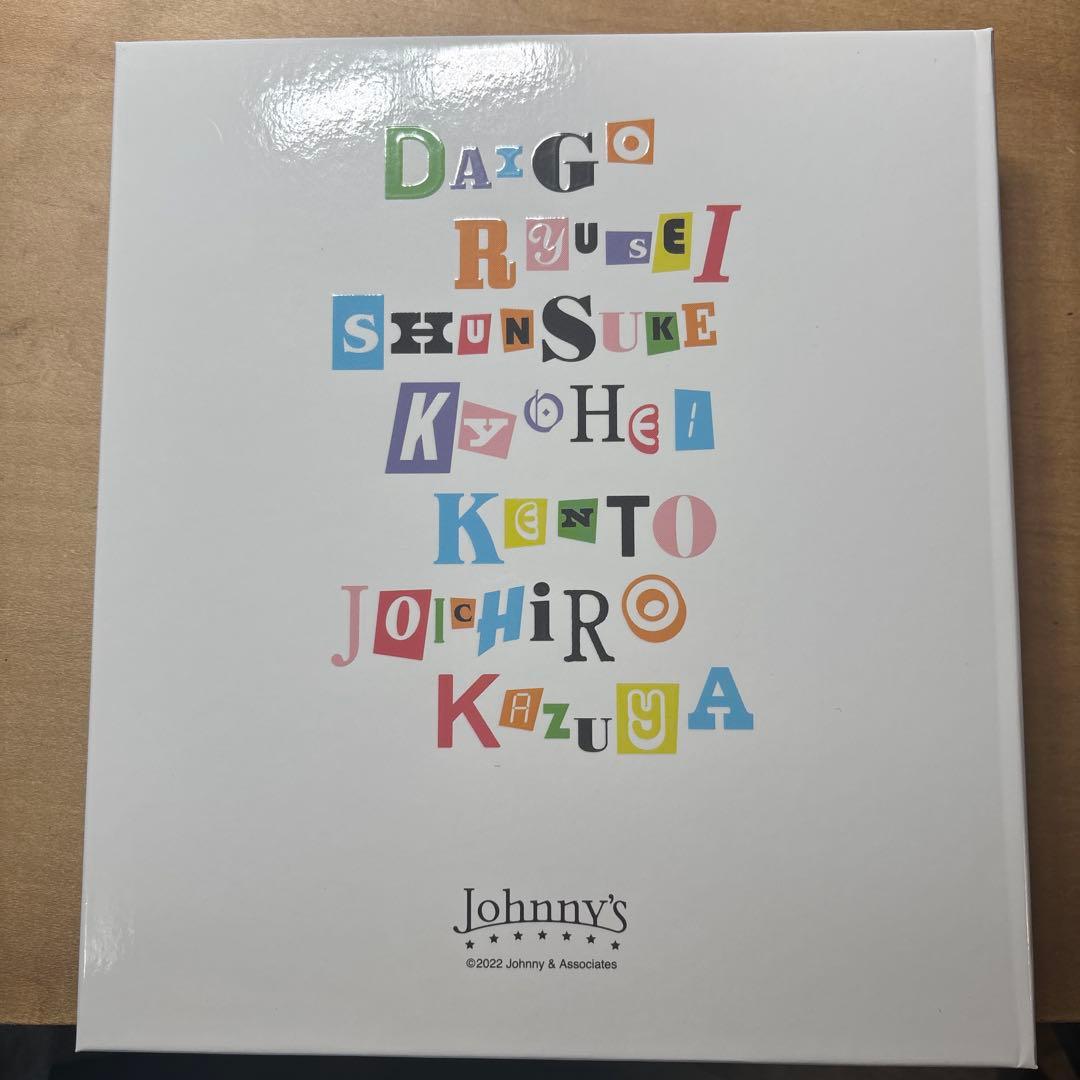 DAIGO
RYUSEI
SHUNSUKE
KYOHEI
KENTO
JOICHiRO
KAZUYA
Johnny's
©2022 Johnny & Associates